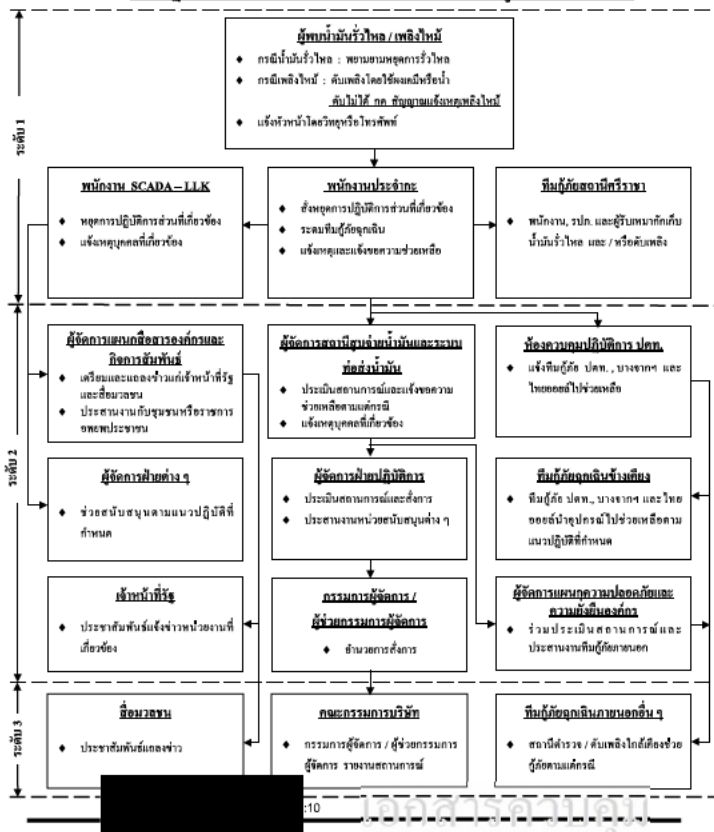 ผู้พบน้ำมันรั่วไหล / เพลิงไหม้
♦ กรณีน้ำมันรั่วไหล : พยายามหยุดการรั่วไหล
♦ กรณีเพลิงไหม้ : ดับเพลิงโดยใช้ผงเคมีหรือน้ำ
ดับไม่ได้ กด สัญญาณแจ้งเหตุเพลิงไหม้
♦ แจ้งหัวหน้าโดยวิทยุหรือโทรศัพท์
ระดับ 1
พนักงาน SCADA – LLK
♦ หยุดการปฏิบัติการส่วนที่เกี่ยวข้อง
♦ แจ้งเหตุบุคคลที่เกี่ยวข้อง
พนักงานประจำกะ
♦ สั่งหยุดการปฏิบัติการส่วนที่เกี่ยวข้อง
♦ ระดมทีมกู้ภัยฉุกเฉิน
♦ แจ้งเหตุและแจ้งขอความช่วยเหลือ
ทีมกู้ภัยสถานีศรีราชา
♦ พนักงาน, รปภ. และผู้รับเหมากักเก็บ
น้ำมันรั่วไหล และ / หรือดับเพลิง
ระดับ 2
ผู้จัดการแผนกสื่อสารองค์กรและ
กิจการสัมพันธ์
♦ เตรียมและแถลงข่าวแก่เจ้าหน้าที่รัฐ
และสื่อมวลชน
♦ ประสานงานกับชุมชนหรือราชการ
อพยพประชาชน
ผู้จัดการสถานีสูบจ่ายน้ำมันและระบบ
ท่อส่งน้ำมัน
♦ ประเมินสถานการณ์และแจ้งขอความ
ช่วยเหลือตามแต่กรณี
♦ แจ้งเหตุบุคคลที่เกี่ยวข้อง
ห้องควบคุมปฏิบัติการ ปตท.
♦ แจ้งทีมกู้ภัย ปตท., บางจากฯ และ
ไทยออยล์ไปช่วยเหลือ
ผู้จัดการฝ่ายต่าง ๆ
♦ ช่วยสนับสนุนตามแนวปฏิบัติที่
กำหนด
ผู้จัดการฝ่ายปฏิบัติการ
♦ ประเมินสถานการณ์และสั่งการ
♦ ประสานงานหน่วยสนับสนุนต่าง ๆ
ทีมกู้ภัยฉุกเฉินข้างเคียง
♦ ทีมกู้ภัย ปตท., บางจากฯ และ ไทย
ออยล์นำอุปกรณ์ไปช่วยเหลือตาม
แนวปฏิบัติที่กำหนด
เจ้าหน้าที่รัฐ
♦ ประชาสัมพันธ์แจ้งข่าวหน่วยงานที่
เกี่ยวข้อง
กรรมการผู้จัดการ /
ผู้ช่วยกรรมการผู้จัดการ
♦ อำนวยการสั่งการ
ผู้จัดการแผนกความปลอดภัยและ
ความยั่งยืนองค์กร
♦ ร่วมประเมินสถานการณ์และ
ประสานงานทีมกู้ภัยภายนอก
ระดับ 3
สื่อมวลชน
♦ ประชาสัมพันธ์แถลงข่าว
คณะกรรมการบริษัท
♦ กรรมการผู้จัดการ / ผู้ช่วยกรรมการ
ผู้จัดการ รายงานสถานการณ์
ทีมกู้ภัยฉุกเฉินภายนอกอื่น ๆ
♦ สถานีตำรวจ / ดับเพลิงใกล้เคียงช่วย
กู้ภัยตามแต่กรณี
:10
เอกสารควบคุม